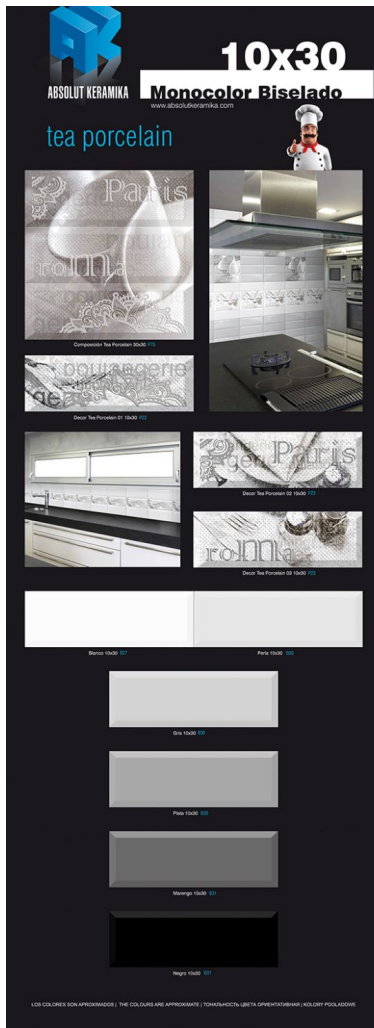 10x30
ABSOLUT KERAMIKA
Monocolor Biselado
www.absolutkeramika.com
tea porcelain
Paris
roma
Composición Tea Porcelain 30x30
boulangerie
Decor Tea Porcelain 01 10x30
Paris
Decor Tea Porcelain 02 10x30
roma
Decor Tea Porcelain 03 10x30
Blanco 10x30
Perla 10x30
Gris 10x30
Plata 10x30
Marengo 10x30
Negro 10x30
LOS COLORES SON APROXIMADOS | THE COLOURS ARE APPROXIMATE | ТОНАЛЬНОСТЬ ЦВЕТА ОРИЕНТАТИВНАЯ | KOLORY POGLADOWE